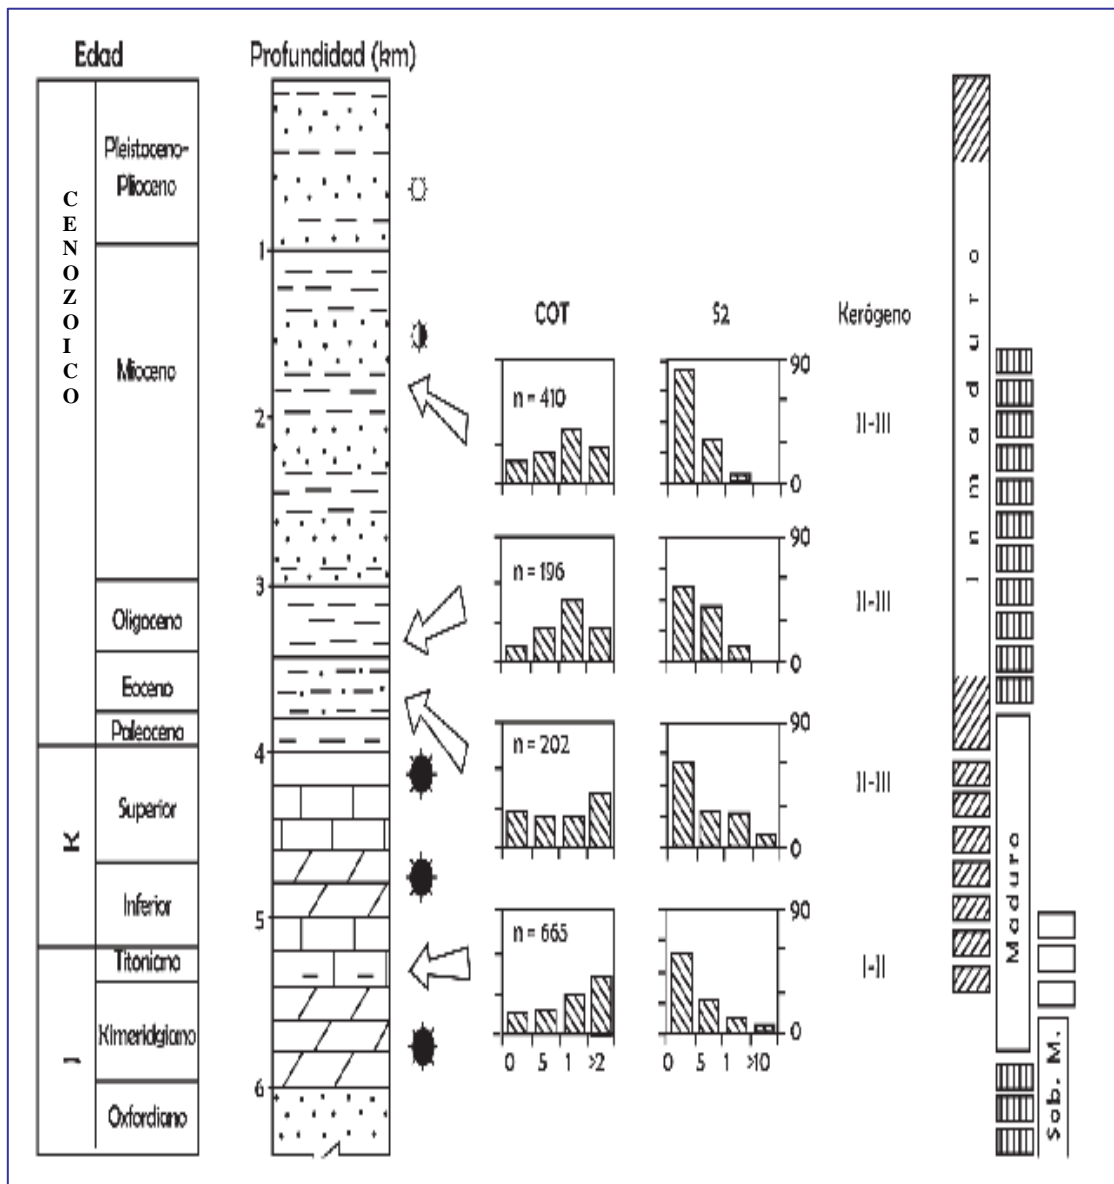 Edad
Profundidad (km)
CENOZOICO
Pleistoceno-
Plioceno
1
COT
S2
Kerógeno
Mioceno
n = 410
90
II-III
2
0
Inmaduro
n = 196
90
II-III
3
0
Oligoceno
Eoceno
Paleoceno
4
n = 202
90
II-III
0
K
Superior
Inferior
5
n = 665
90
I-II
0
0 5 1 >2
0 5 1 >10
Maduro
J
Titoniano
Kimeridgiano
6
Oxfordiano
Sob. M.